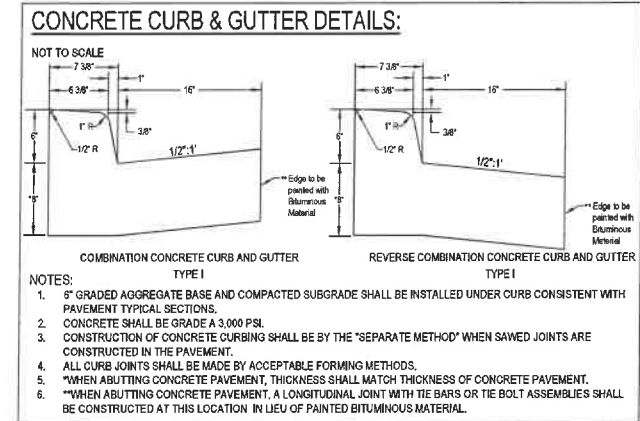 CONCRETE CURB & GUTTER DETAILS:
NOT TO SCALE
7 3/8"
1"
6 3/8"
16"
6"
1" R
3/8"
1/2" R
1/2":1'
*8"
**Edge to be
painted with
Bituminous
Material
COMBINATION CONCRETE CURB AND GUTTER
TYPE I
7 3/8"
1"
6 3/8"
16"
6"
1" R
3/8"
1/2" R
1/2":1'
*8"
**Edge to be
painted with
Bituminous
Material
REVERSE COMBINATION CONCRETE CURB AND GUTTER
TYPE I
NOTES:
1. 6" GRADED AGGREGATE BASE AND COMPACTED SUBGRADE SHALL BE INSTALLED UNDER CURB CONSISTENT WITH
PAVEMENT TYPICAL SECTIONS.
2. CONCRETE SHALL BE GRADE A 3,000 PSI.
3. CONSTRUCTION OF CONCRETE CURBING SHALL BE BY THE "SEPARATE METHOD" WHEN SAWED JOINTS ARE
CONSTRUCTED IN THE PAVEMENT.
4. ALL CURB JOINTS SHALL BE MADE BY ACCEPTABLE FORMING METHODS.
5. *WHEN ABUTTING CONCRETE PAVEMENT, THICKNESS SHALL MATCH THICKNESS OF CONCRETE PAVEMENT.
6. **WHEN ABUTTING CONCRETE PAVEMENT, A LONGITUDINAL JOINT WITH TIE BARS OR TIE BOLT ASSEMBLIES SHALL
BE CONSTRUCTED AT THIS LOCATION IN LIEU OF PAINTED BITUMINOUS MATERIAL.